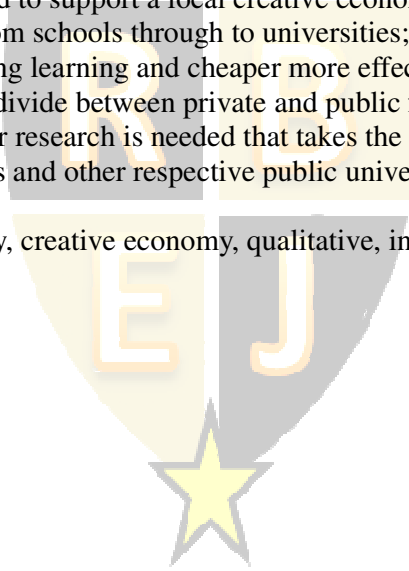 d to support a local creative econo
om schools through to universities;
ng learning and cheaper more effec
divide between private and public
r research is needed that takes the
s and other respective public unive
y, creative economy, qualitative, in
R B
E J